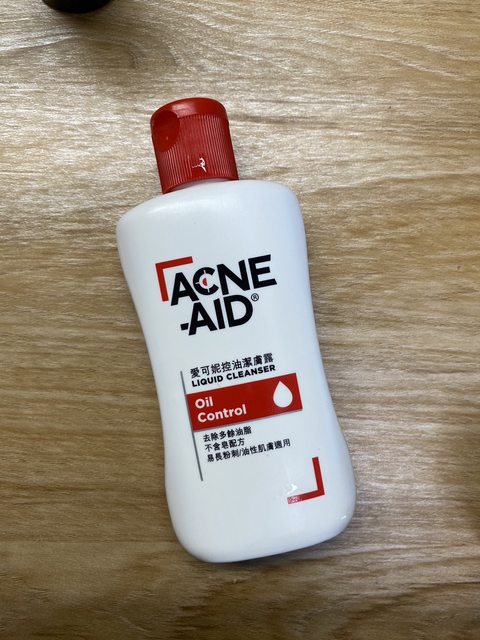 ACNE
-AID®
愛可妮控油潔膚露
LIQUID CLEANSER
Oil
Control
去除多餘油脂
不含皂配方
易長粉刺/油性肌膚適用